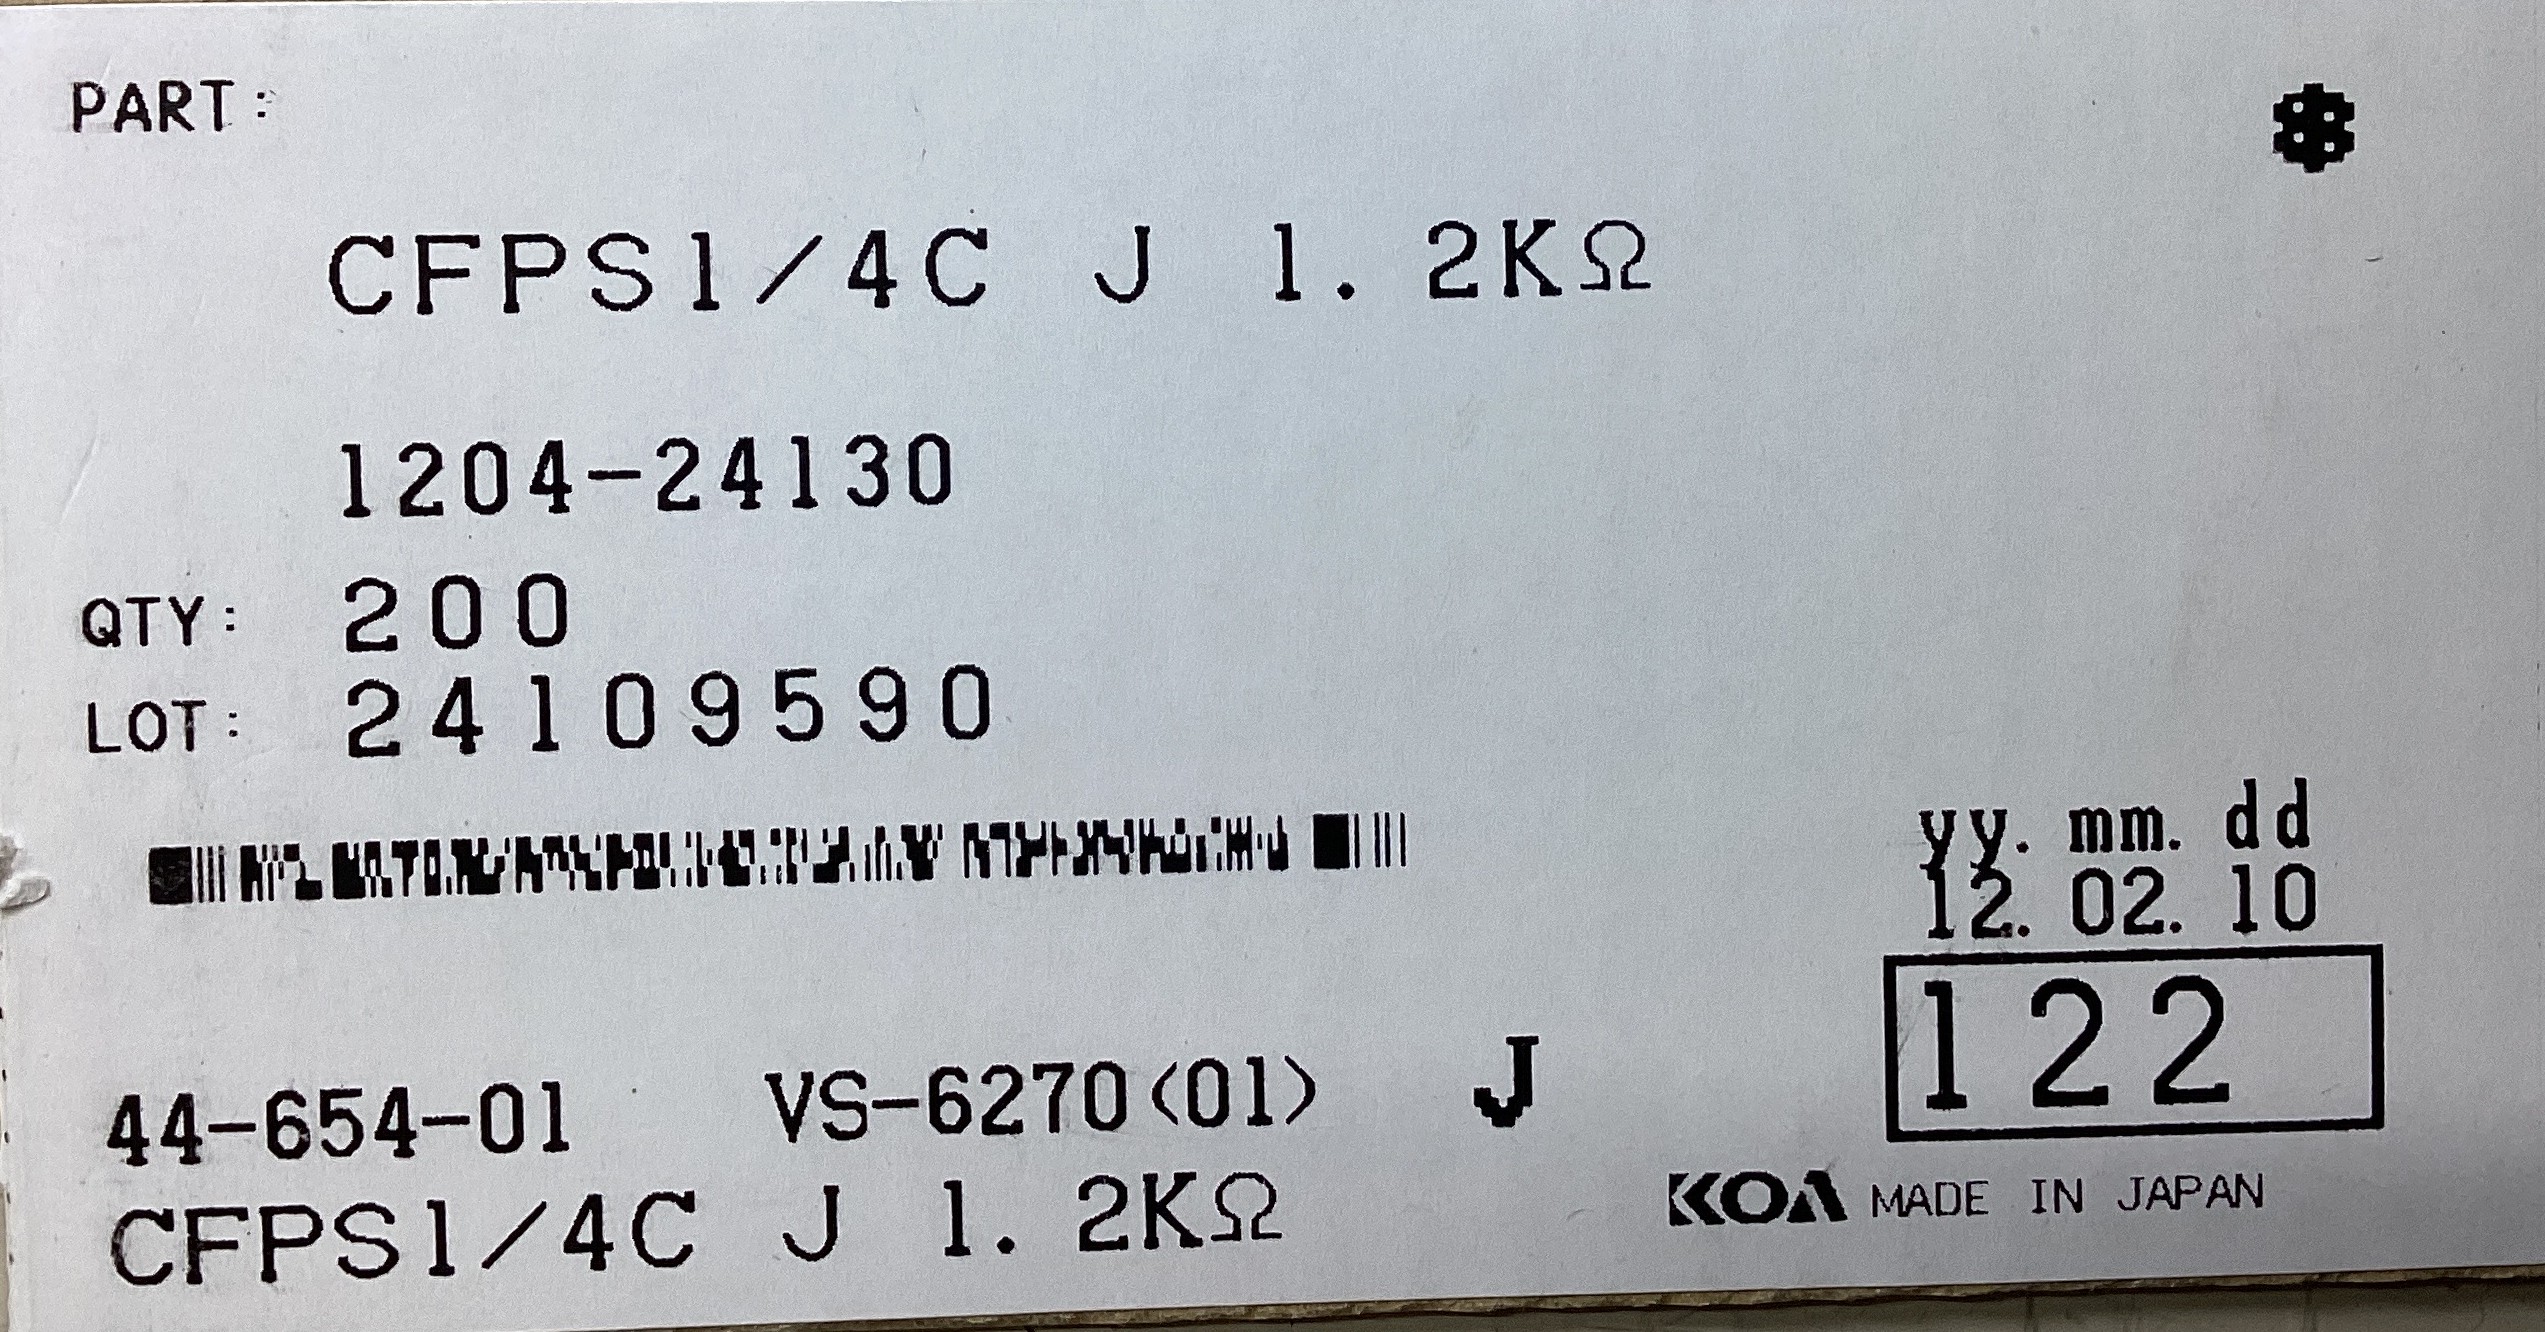 PART:
CFPS1/4C J 1.2KΩ
1204-24130
QTY: 200
LOT: 24109590
yy. mm. dd
12. 02. 10
122
44-654-01 VS-6270(01) J
CFPS1/4C J 1.2KΩ
KOA MADE IN JAPAN